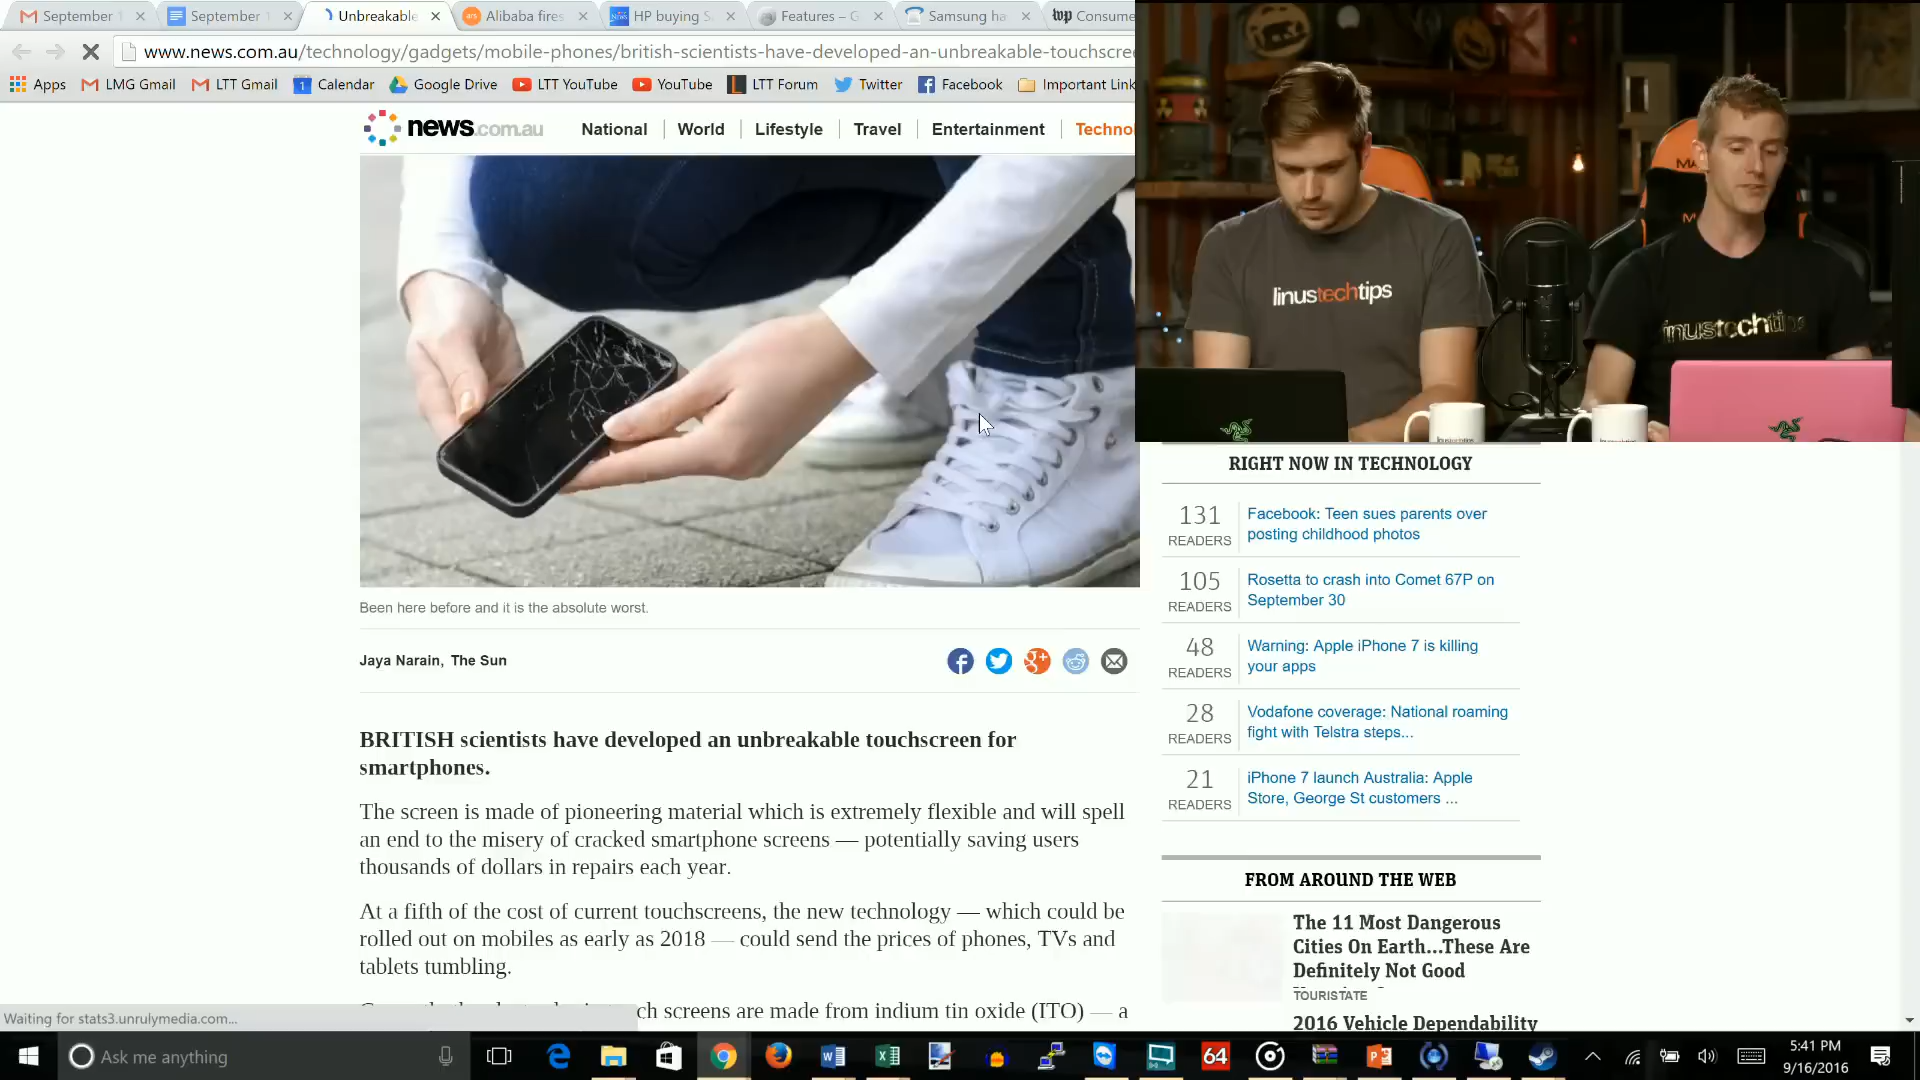 September 1
September 1
Unbreakable
Alibaba fires
HP buying S
Features – G
Samsung ha
Consume
www.news.com.au/technology/gadgets/mobile-phones/british-scientists-have-developed-an-unbreakable-touchscree
Apps
LMG Gmail
LTT Gmail
Calendar
Google Drive
LTT YouTube
YouTube
LTT Forum
Twitter
Facebook
Important Link
news.com.au
National
World
Lifestyle
Travel
Entertainment
Techno
linustechtips
linustechti
Been here before and it is the absolute worst.
Jaya Narain, The Sun
BRITISH scientists have developed an unbreakable touchscreen for
smartphones.
The screen is made of pioneering material which is extremely flexible and will spell
an end to the misery of cracked smartphone screens — potentially saving users
thousands of dollars in repairs each year.
At a fifth of the cost of current touchscreens, the new technology — which could be
rolled out on mobiles as early as 2018 — could send the prices of phones, TVs and
tablets tumbling.
ch screens are made from indium tin oxide (ITO) — a
RIGHT NOW IN TECHNOLOGY
131
READERS
Facebook: Teen sues parents over
posting childhood photos
105
READERS
Rosetta to crash into Comet 67P on
September 30
48
READERS
Warning: Apple iPhone 7 is killing
your apps
28
READERS
Vodafone coverage: National roaming
fight with Telstra steps...
21
READERS
iPhone 7 launch Australia: Apple
Store, George St customers ...
FROM AROUND THE WEB
The 11 Most Dangerous
Cities On Earth...These Are
Definitely Not Good
TOURISTATE
2016 Vehicle Dependability
Waiting for stats3.unrulymedia.com...
Ask me anything
64
5:41 PM
9/16/2016